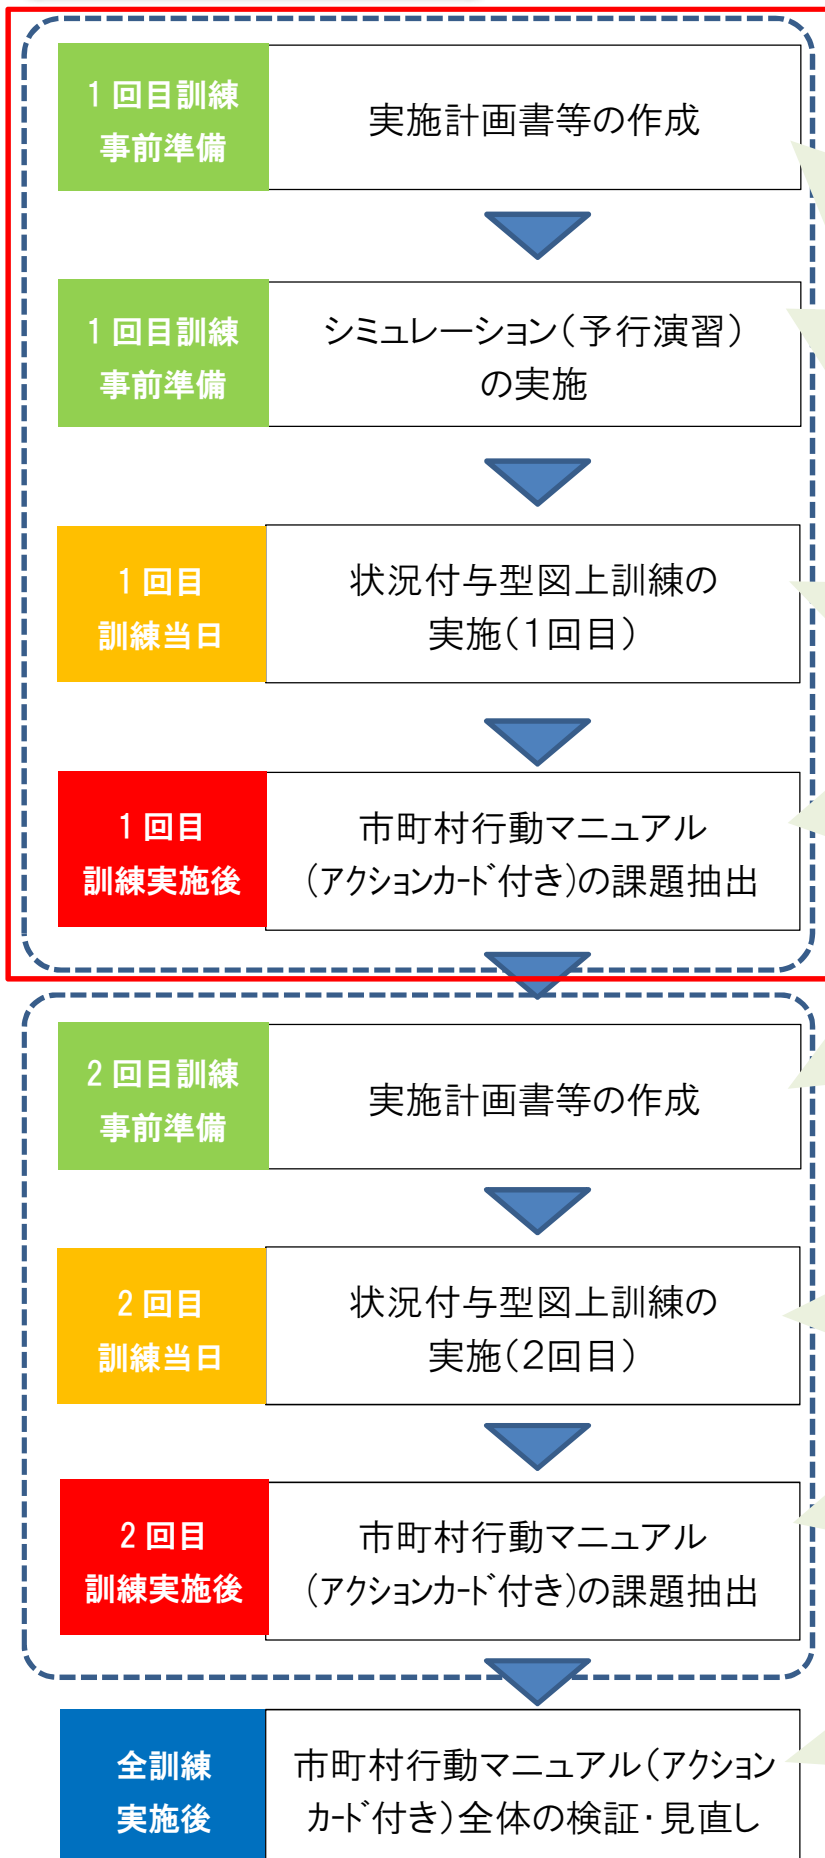 1回目訓練
事前準備
実施計画書等の作成
1回目訓練
事前準備
シミュレーション(予行演習)
の実施
1回目
訓練当日
状況付与型図上訓練の
実施(1回目)
1回目
訓練実施後
市町村行動マニュアル
(アクションカード付き)の課題抽出
2回目訓練
事前準備
実施計画書等の作成
2回目
訓練当日
状況付与型図上訓練の
実施(2回目)
2回目
訓練実施後
市町村行動マニュアル
(アクションカード付き)の課題抽出
全訓練
実施後
市町村行動マニュアル(アクション
カード付き)全体の検証・見直し